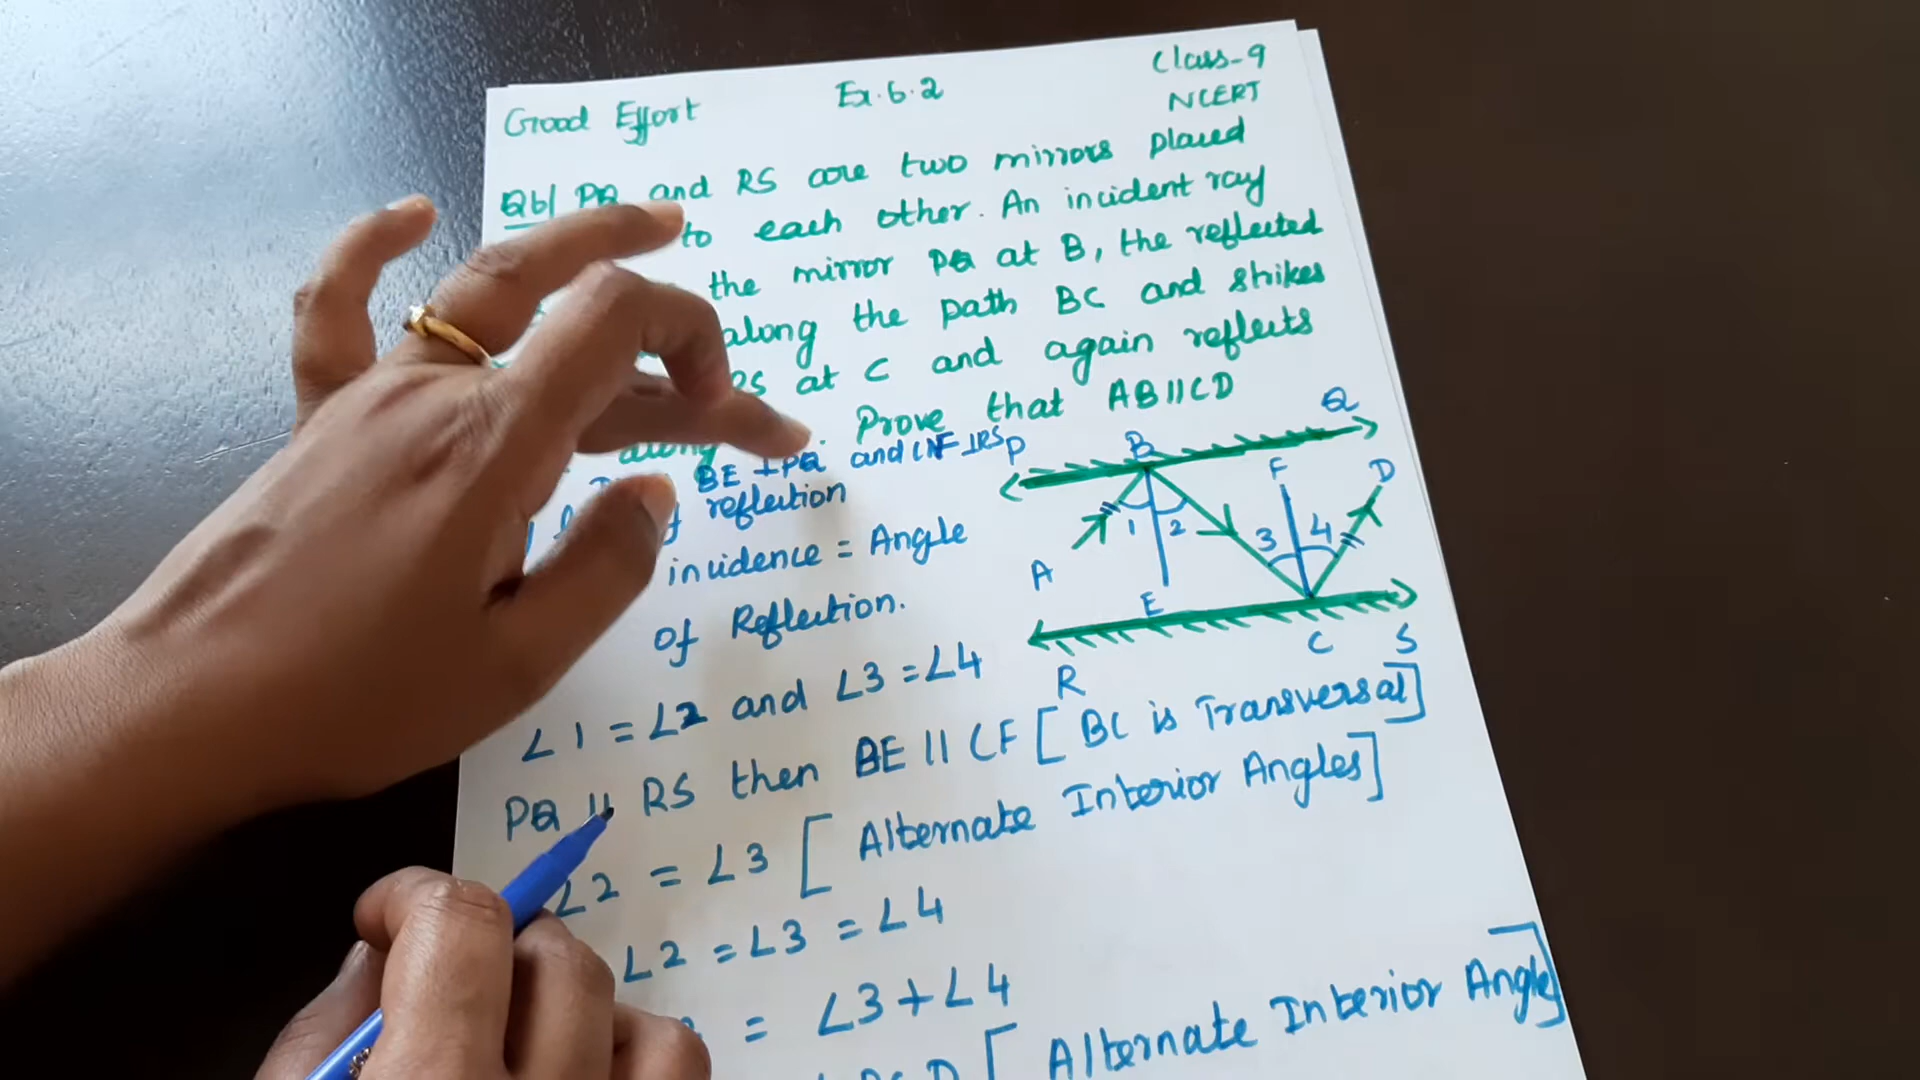 Good Effort
Ex.6.2
Class-9
NCERT
Q6/ PQ and RS are two mirrors placed
to each other. An incident ray
the mirror PQ at B, the reflected
along the path BC and strikes
RS at C and again reflects
along . Prove that AB||CD
BE ⊥PQ and CF ⊥RS
reflection
incidence = Angle
of Reflection.
∠1 = ∠2 and ∠3 = ∠4
PQ || RS then BE || CF [BC is Transversal]
∠2 = ∠3 [Alternate Interior Angles]
∠2 = ∠3 = ∠4
= ∠3+∠4
[Alternate Interior Angle]
P
B
Q
F
D
1
2
3
4
A
E
R
C
S